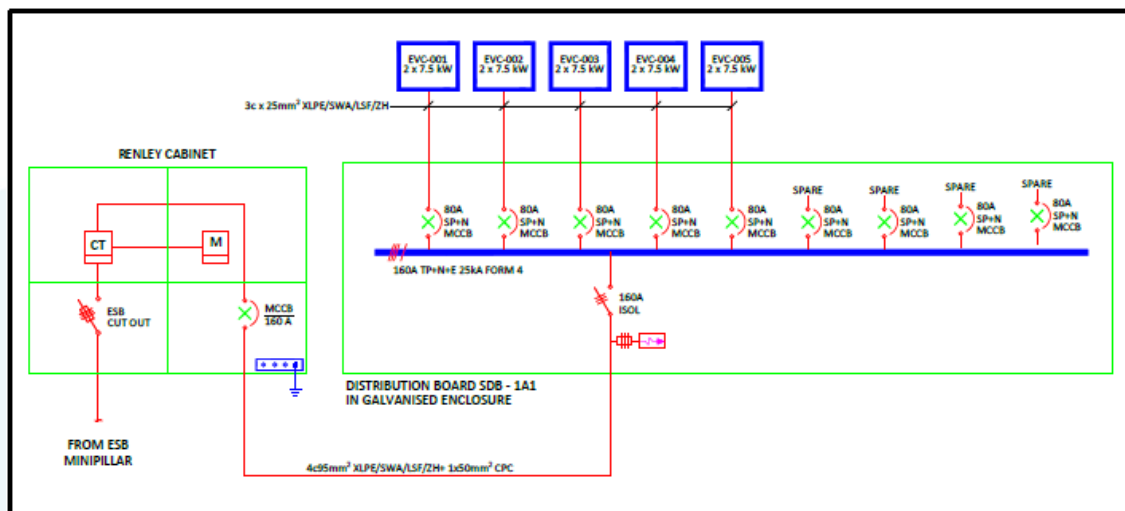 EVC-001
2 x 7.5 kW
EVC-002
2 x 7.5 kW
EVC-003
2 x 7.5 kW
EVC-004
2 x 7.5 kW
EVC-005
2 x 7.5 kW
3c x 25mm² XLPE/SWA/LSF/ZH
RENLEY CABINET
CT
M
ESB
CUT OUT
MCCB
160 A
FROM ESB
MINIPILLAR
80A
SP+N
MCCB
80A
SP+N
MCCB
80A
SP+N
MCCB
80A
SP+N
MCCB
80A
SP+N
MCCB
SPARE
80A
SP+N
MCCB
SPARE
80A
SP+N
MCCB
SPARE
80A
SP+N
MCCB
SPARE
80A
SP+N
MCCB
160A TP+N+E 25kA FORM 4
160A
ISOL
DISTRIBUTION BOARD SDB - 1A1
IN GALVANISED ENCLOSURE
4c95mm² XLPE/SWA/LSF/ZH+ 1x50mm² CPC